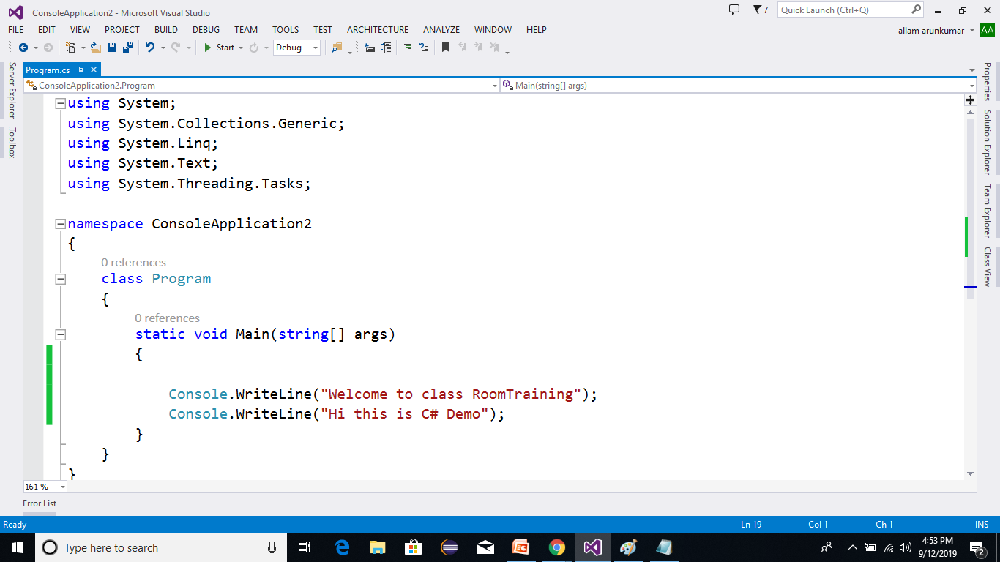 ConsoleApplication2 - Microsoft Visual Studio
7
Quick Launch (Ctrl+Q)
FILE EDIT VIEW PROJECT BUILD DEBUG TEAM TOOLS TEST ARCHITECTURE ANALYZE WINDOW HELP
allam arunkumar
AA
Start
Debug
Server Explorer
Toolbox
Program.cs
ConsoleApplication2.Program
Main(string[] args)
using System;
using System.Collections.Generic;
using System.Linq;
using System.Text;
using System.Threading.Tasks;
namespace ConsoleApplication2
{
0 references
class Program
{
0 references
static void Main(string[] args)
{
Console.WriteLine("Welcome to class RoomTraining");
Console.WriteLine("Hi this is C# Demo");
}
}
}
Properties
Solution Explorer
Team Explorer
Class View
161 %
Error List
Ready
Ln 19 Col 1 Ch 1 INS
Type here to search
4:53 PM
9/12/2019
2